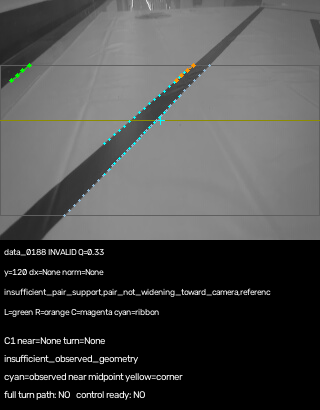 data_0188 INVALID Q=0.33
y=120 dx=None norm=None
insufficient_pair_support,pair_not_widening_toward_camera,referenc
L=green R=orange C=magenta cyan=ribbon
C1 near=None turn=None
insufficient_observed_geometry
cyan=observed near midpoint yellow=corner
full turn path: NO control ready: NO